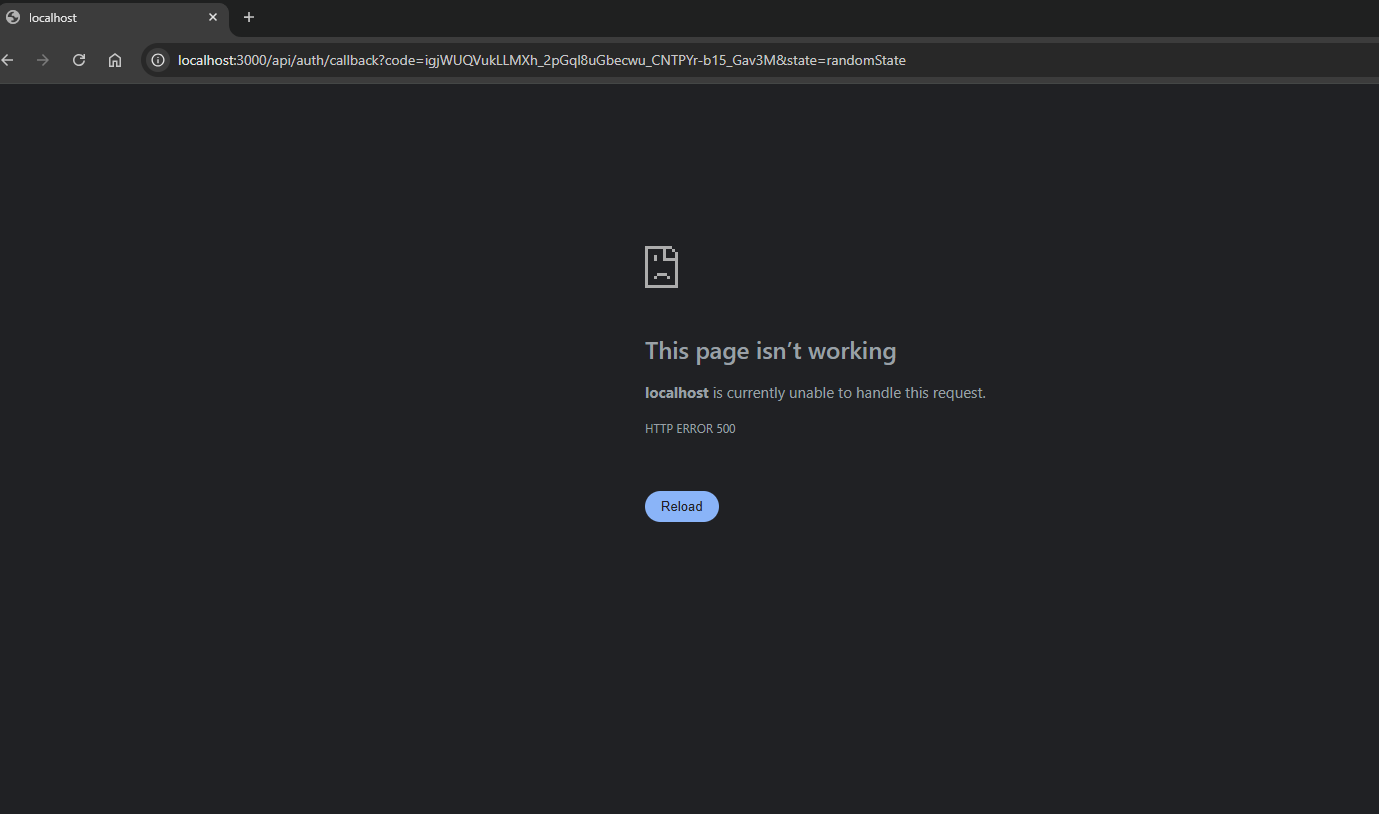 localhost
localhost:3000/api/auth/callback?code=igjWUQVukLLMXh_2pGql8uGbecwu_CNTPYr-b15_Gav3M&state=randomState
This page isn’t working
localhost is currently unable to handle this request.
HTTP ERROR 500
Reload